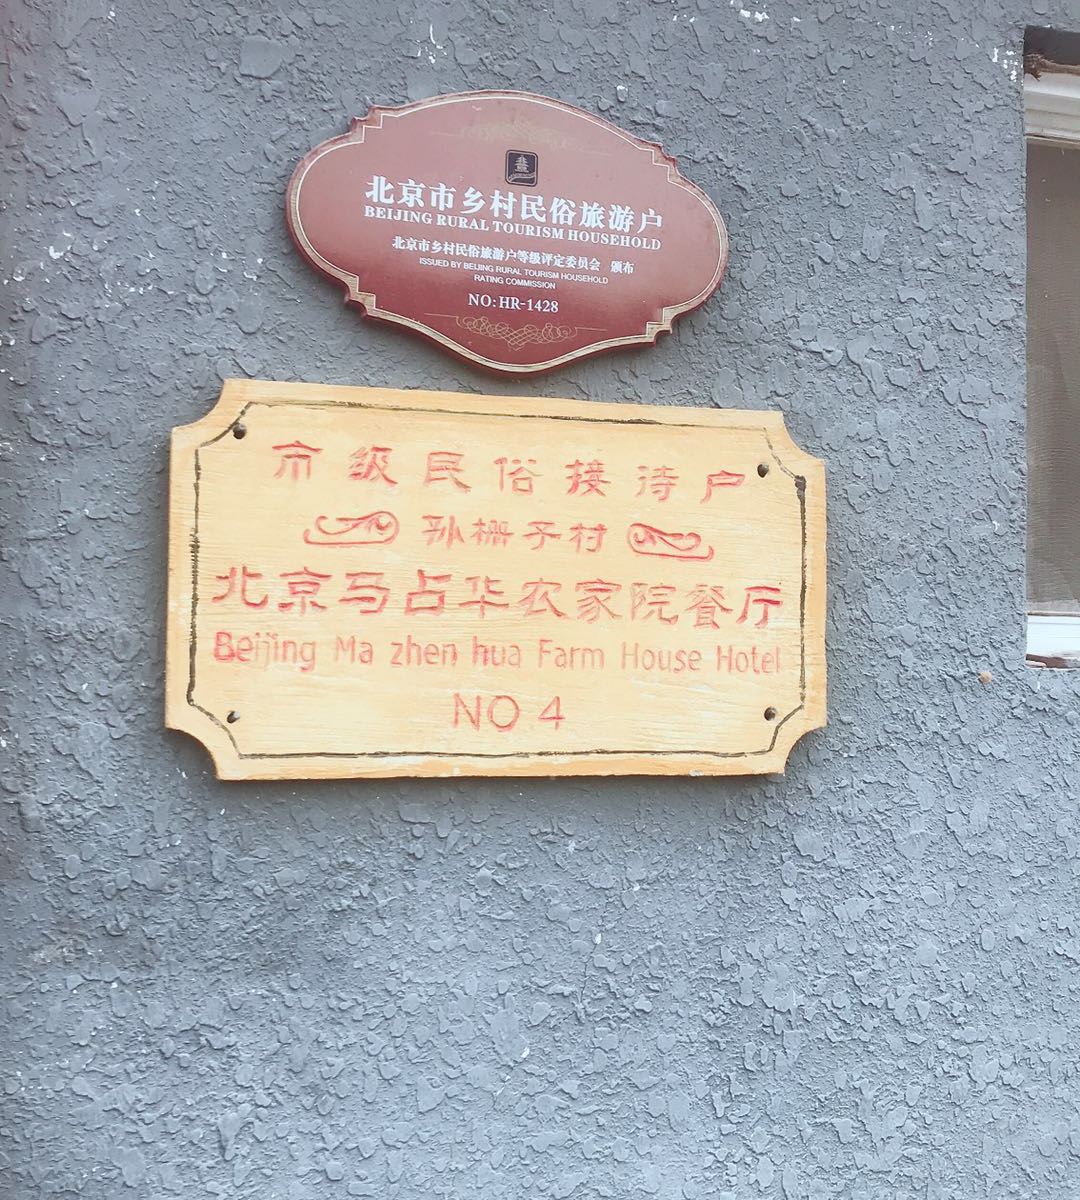 北京市乡村民俗旅游户
BEIJING RURAL TOURISM HOUSEHOLD
北京市乡村民俗旅游户等级评定委员会 颁布
ISSUED BY BEIJING RURAL TOURISM HOUSEHOLD
RATING COMMISSION
NO:HR-1428
市级民俗接待户
孙栅子村
北京马占华农家院餐厅
Beijing Ma zhen hua Farm House Hotel
NO 4